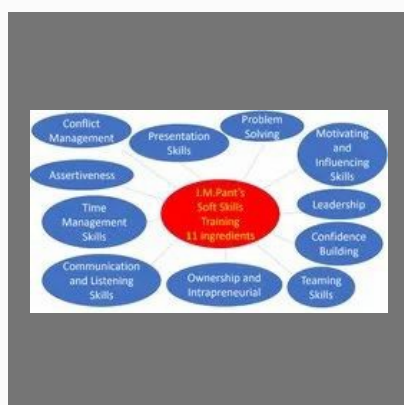 Conflict
Management
Presentation
Skills
Problem
Solving
Motivating
and
Influencing
Skills
Assertiveness
J.M.Pant's
Soft Skills
Training
11 ingredients
Leadership
Time
Management
Skills
Confidence
Building
Communication
and Listening
Skills
Ownership and
Intrapreneurial
Teaming
Skills